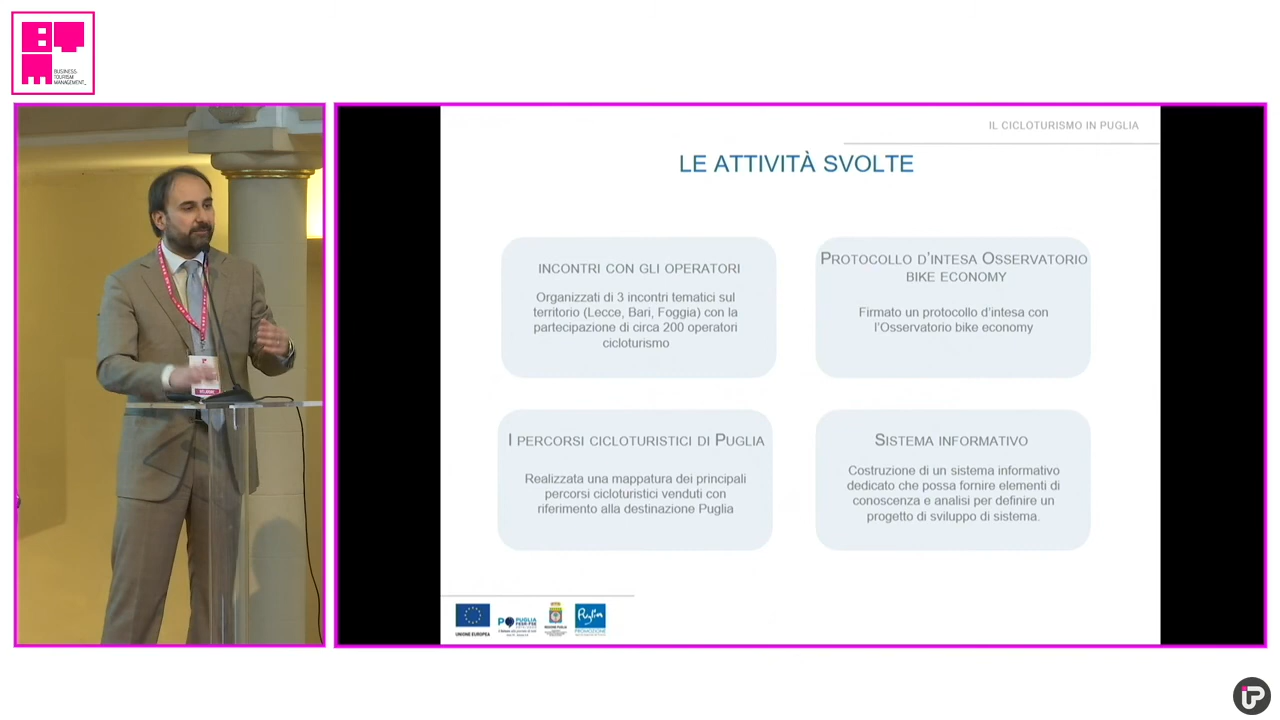 BUSINESS
TOURISM
MANAGEMENT_
IL CICLOTURISMO IN PUGLIA
LE ATTIVITÀ SVOLTE
INCONTRI CON GLI OPERATORI
Organizzati di 3 incontri tematici sul
territorio (Lecce, Bari, Foggia) con la
partecipazione di circa 200 operatori
cicloturismo
PROTOCOLLO D'INTESA OSSERVATORIO
BIKE ECONOMY
Firmato un protocollo d'intesa con
l'Osservatorio bike economy
I PERCORSI CICLOTURISTICI DI PUGLIA
Realizzata una mappatura dei principali
percorsi cicloturistici venduti con
riferimento alla destinazione Puglia
SISTEMA INFORMATIVO
Costruzione di un sistema informativo
dedicato che possa fornire elementi di
conoscenza e analisi per definire un
progetto di sviluppo di sistema.
UNIONE EUROPEA
PUGLIA
REGIONE PUGLIA
Puglia
PROMOZIONE